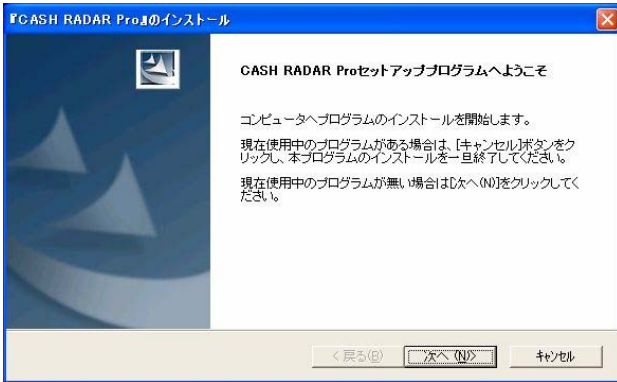 『CASH RADAR Pro』のインストール
CASH RADAR Proセットアッププログラムへようこそ
コンピュータへプログラムのインストールを開始します。
現在使用中のプログラムがある場合は、[キャンセル]ボタンをク
リックし、本プログラムのインストールを一旦終了してください。
現在使用中のプログラムが無い場合は[次へ(N)]をクリックしてく
ださい。
< 戻る(B) 次へ (N)> キャンセル